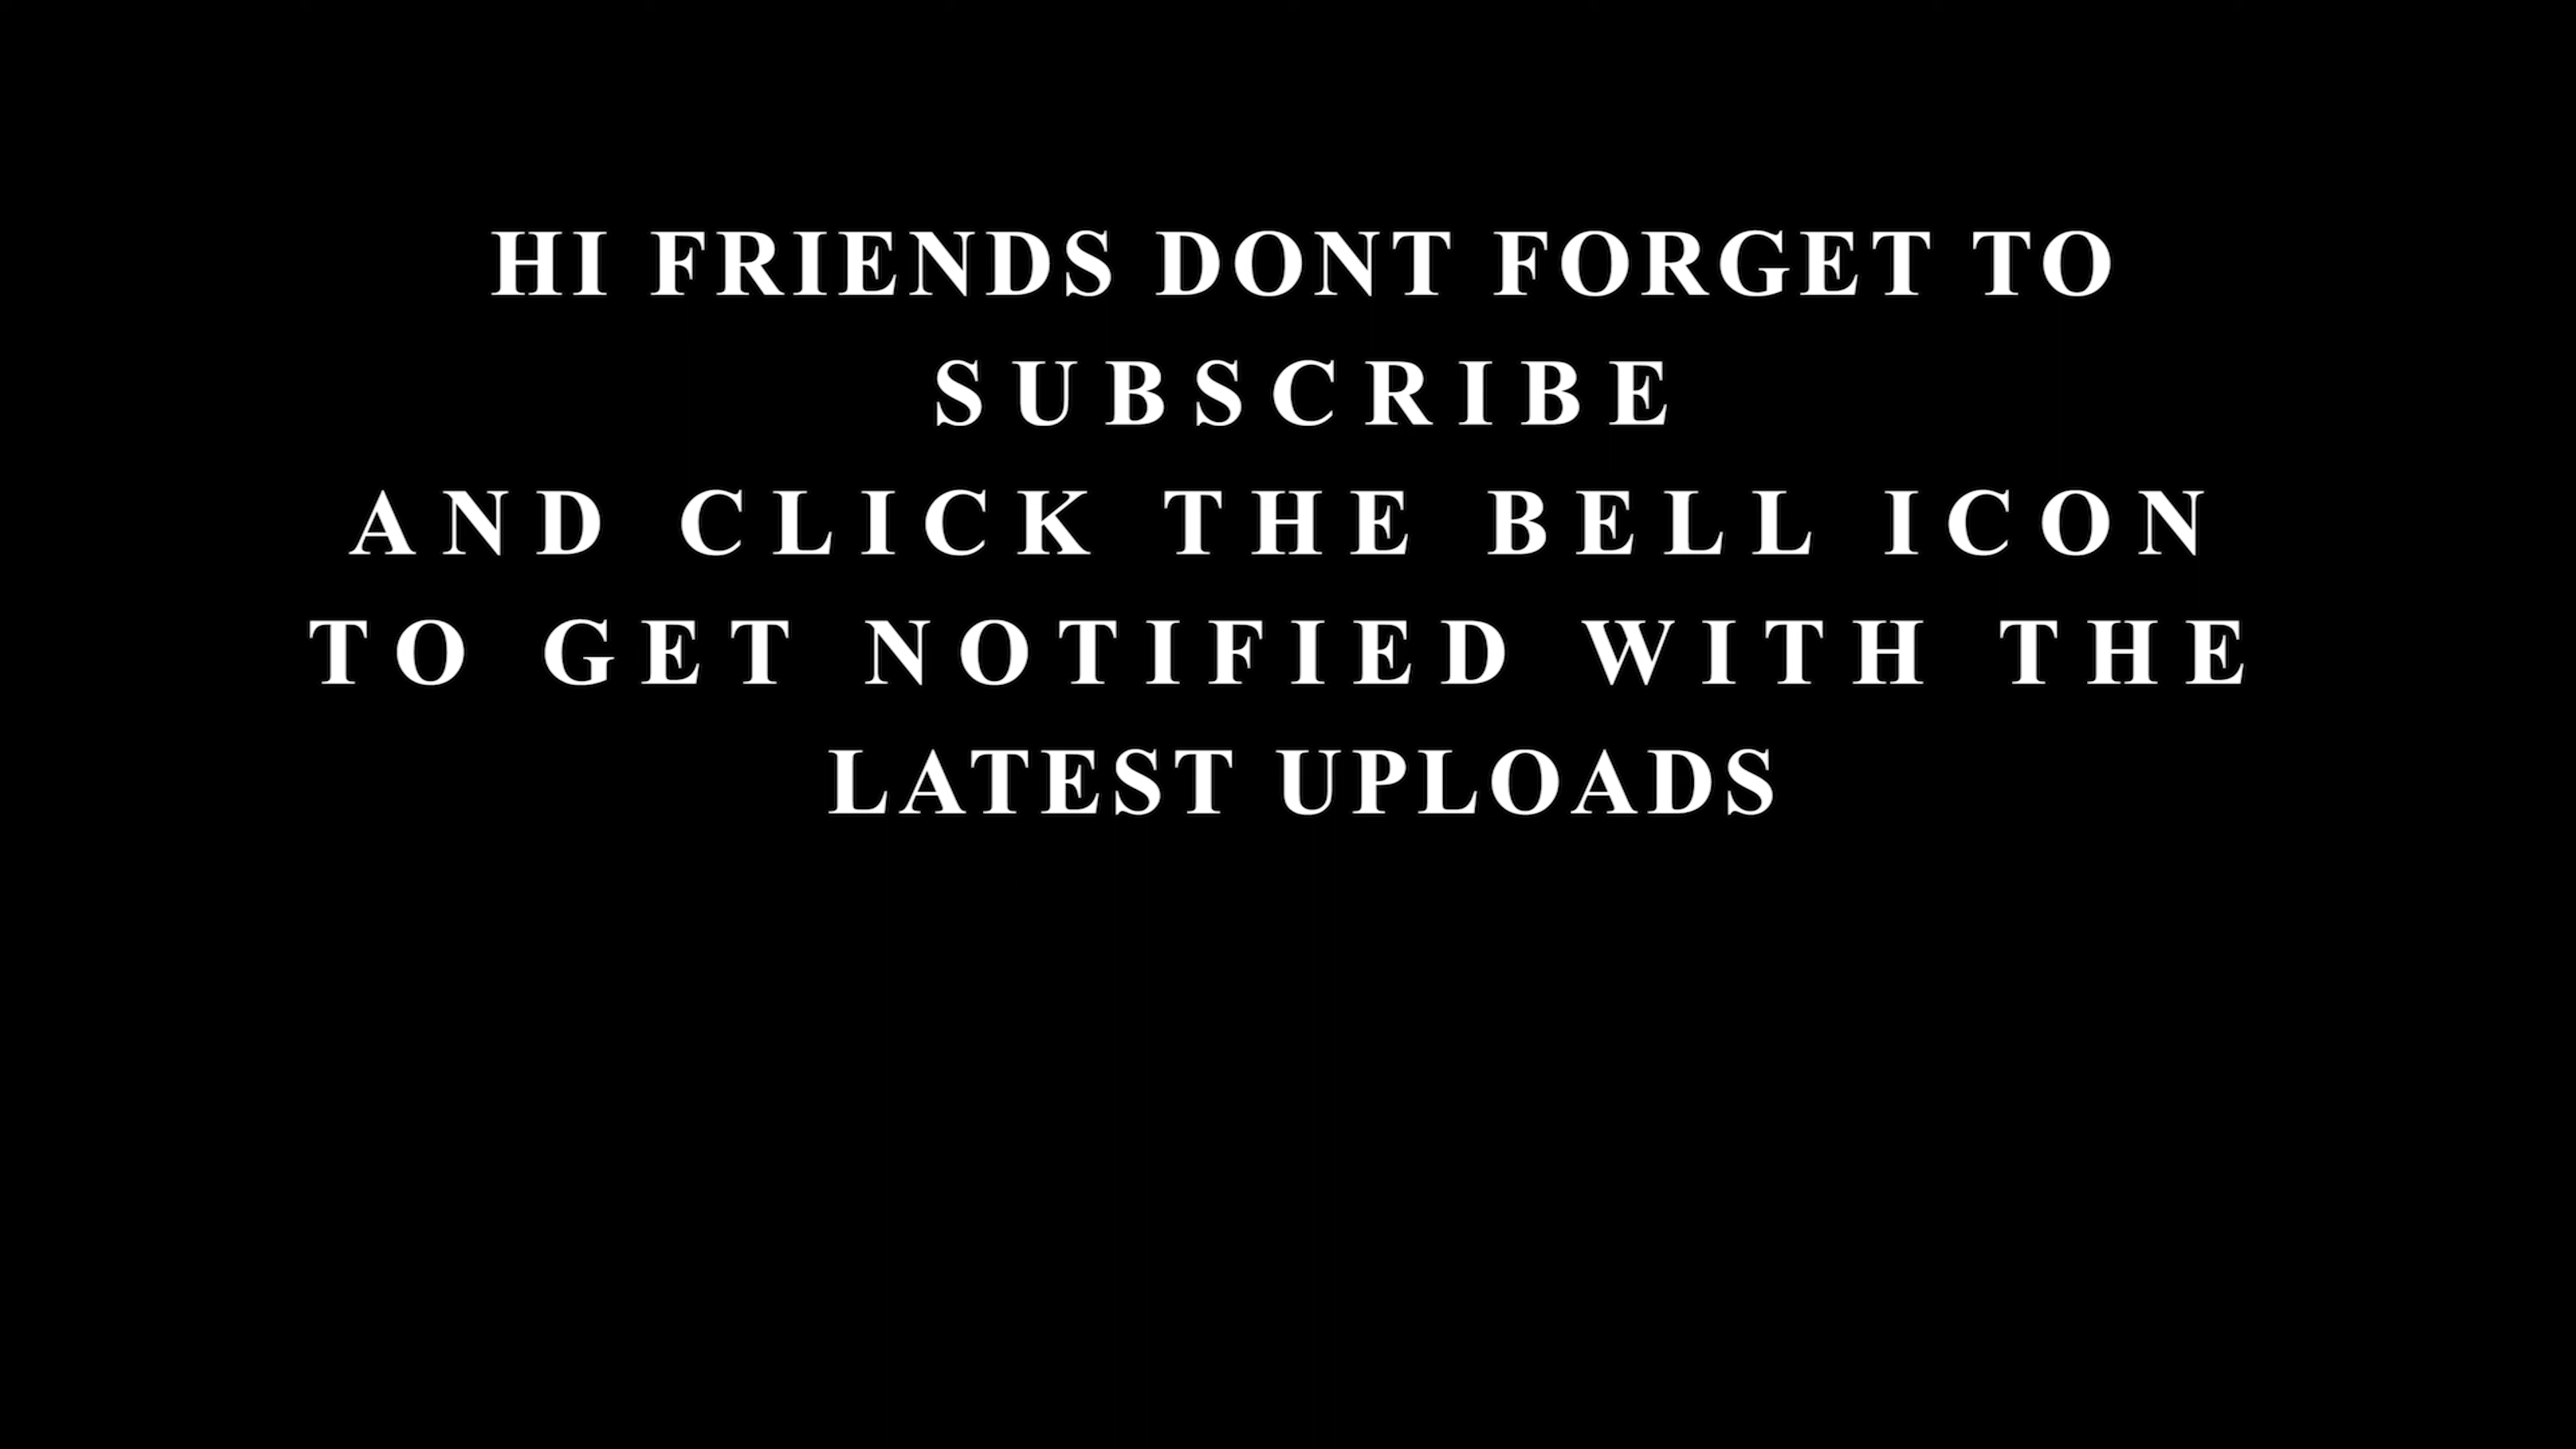 HI FRIENDS DONT FORGET TO
SUBSCRIBE
AND CLICK THE BELL ICON
TO GET NOTIFIED WITH THE
LATEST UPLOADS